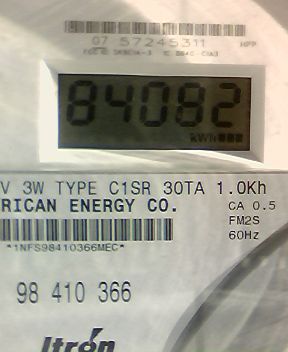 07 57245311 HPP
84082
kWh
V 3W TYPE C1SR 30TA 1.0Kh
RICAN ENERGY CO. CA 0.5
FM2S
60Hz
*1NFS98410366MEC*
98 410 366
Itron